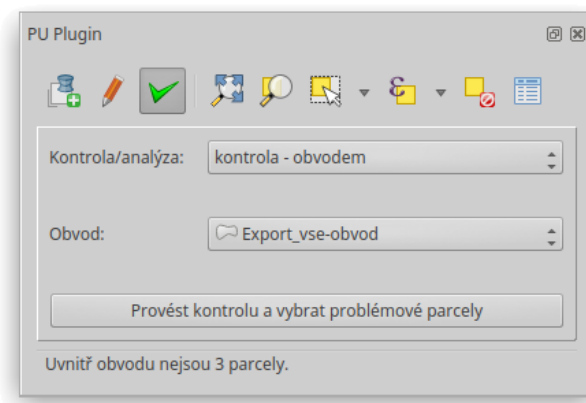 PU Plugin
Kontrola/analýza: kontrola - obvodem
Obvod: Export_vse-obvod
Provést kontrolu a vybrat problémové parcely
Uvnitř obvodu nejsou 3 parcely.